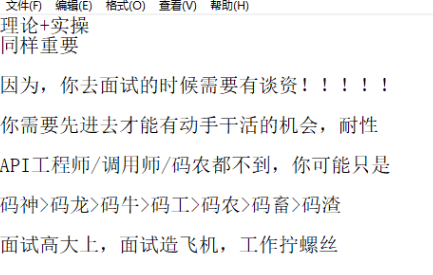 文件(F) 编辑(E) 格式(O) 查看(V) 帮助(H)
理论+实操
同样重要
因为，你去面试的时候需要有谈资！！！！！
你需要先进去才能有动手干活的机会，耐性
API工程师/调用师/码农都不到，你可能只是
码神>码龙>码牛>码工>码农>码畜>码渣
面试高大上，面试造飞机，工作拧螺丝